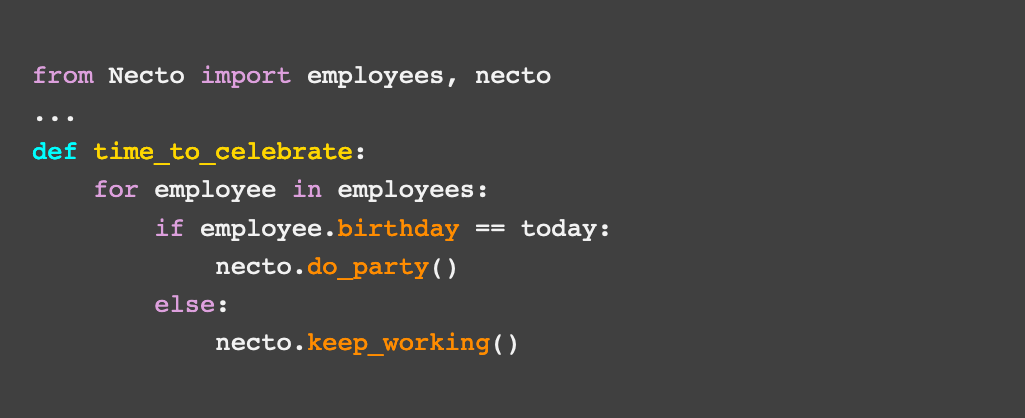 from Necto import employees, necto
...
def time_to_celebrate:
    for employee in employees:
        if employee.birthday == today:
            necto.do_party()
        else:
            necto.keep_working()